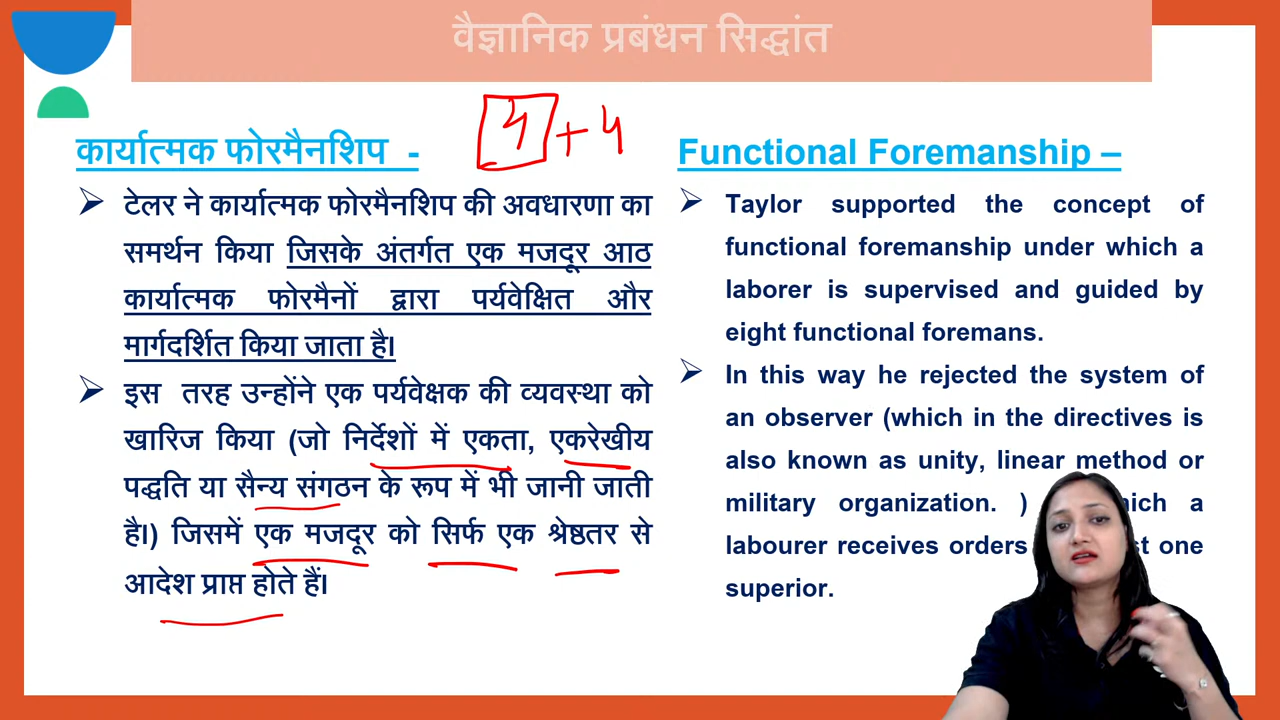 वैज्ञानिक प्रबंधन सिद्धांत
4 + 4
कार्यात्मक फोरमैनशिप -
➢ टेलर ने कार्यात्मक फोरमैनशिप की अवधारणा का
समर्थन किया जिसके अंतर्गत एक मजदूर आठ
कार्यात्मक फोरमैनों द्वारा पर्यवेक्षित और
मार्गदर्शित किया जाता है।
➢ इस तरह उन्होंने एक पर्यवेक्षक की व्यवस्था को
खारिज किया (जो निर्देशों में एकता, एकरेखीय
पद्धति या सैन्य संगठन के रूप में भी जानी जाती
है।) जिसमें एक मजदूर को सिर्फ एक श्रेष्ठतर से
आदेश प्राप्त होते हैं।
Functional Foremanship –
➢ Taylor supported the concept of
functional foremanship under which a
laborer is supervised and guided by
eight functional foremans.
➢ In this way he rejected the system of
an observer (which in the directives is
also known as unity, linear method or
military organization. ) a
labourer receives orders one
superior.